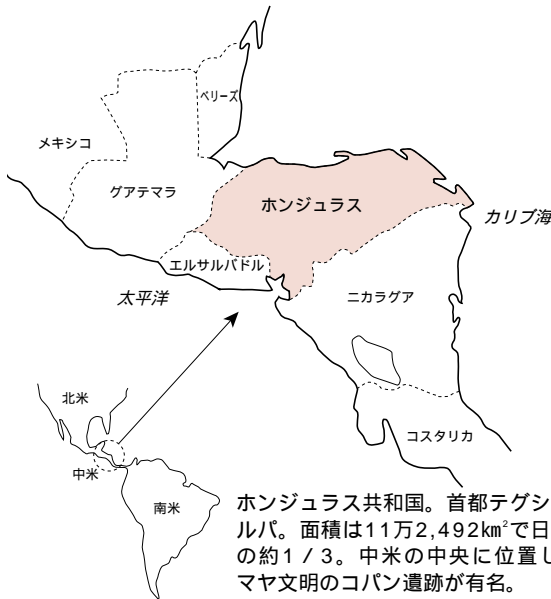 ベリーズ
メキシコ
グアテマラ
ホンジュラス
カリブ海
エルサルバドル
太平洋
ニカラグア
北米
コスタリカ
中米
南米
ホンジュラス共和国。首都テグシ
ルパ。面積は11万2,492km²で日
の約1/3。中米の中央に位置し
マヤ文明のコパン遺跡が有名。